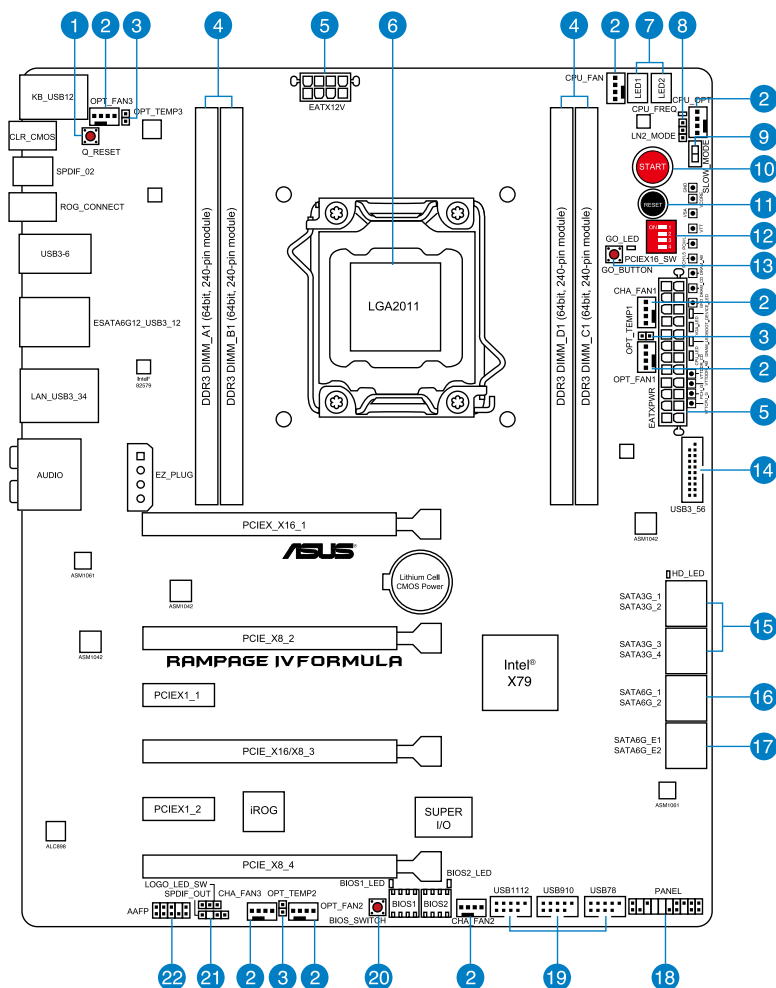 1
2
3
4
5
6
4
2
7
8
KB_USB12
OPT_FAN3
OPT_TEMP3
EATX12V
CPU_FAN
LED1
LED2
CPU_FREQ
CPU_OPT
2
CLR_CMOS
Q_RESET
LN2_MODE
SLOW_MODE
9
SPDIF_02
START
10
ROG_CONNECT
RESET
11
GND
VCORE
VSA
VTT
DDR3 DIMM_A1 (64bit, 240-pin module)
DDR3 DIMM_B1 (64bit, 240-pin module)
DDR3 DIMM_D1 (64bit, 240-pin module)
DDR3 DIMM_C1 (64bit, 240-pin module)
USB3-6
GO_LED
ON
PCIEX16_SW
12
GO_BUTTON
13
LGA2011
ESATA6G12_USB3_12
CHA_FAN1
2
OPT_TEMP1
3
OPT_FAN1
2
Intel®
82579
LAN_USB3_34
EATXPWR
5
AUDIO
EZ_PLUG
USB3_56
14
PCIEX_X16_1
ASUS
ASM1042
ASM1061
Lithium Cell
CMOS Power
HD_LED
ASM1042
SATA3G_1
SATA3G_2
15
PCIE_X8_2
ASM1042
RAMPAGE IV FORMULA
Intel®
X79
SATA3G_3
SATA3G_4
PCIEX1_1
SATA6G_1
SATA6G_2
16
PCIE_X16/X8_3
SATA6G_E1
SATA6G_E2
17
PCIEX1_2
iROG
SUPER
I/O
ASM1061
ALC898
PCIE_X8_4
BIOS1_LED
BIOS2_LED
LOGO_LED_SW
SPDIF_OUT
CHA_FAN3
OPT_TEMP2
AAFP
OPT_FAN2
BIOS_SWITCH
BIOS1
BIOS2
CHA_FAN2
USB1112
USB910
USB78
PANEL
22
21
2
3
2
20
2
19
18